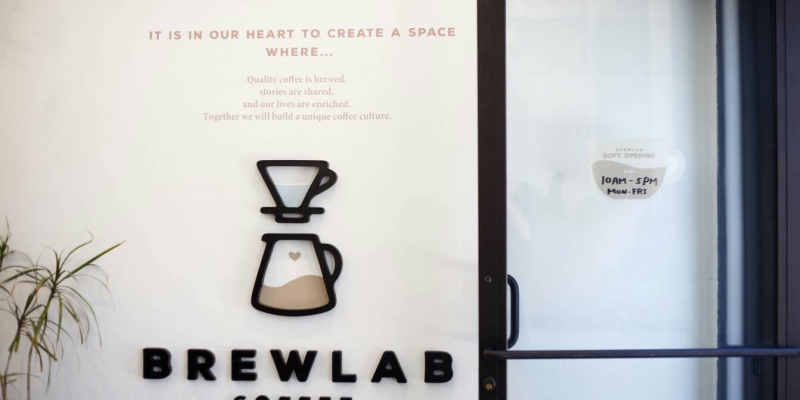 IT IS IN OUR HEART TO CREATE A SPACE
WHERE...
Quality coffee is brewed,
stories are shared,
and our lives are enriched.
Together we will build a unique coffee culture.
BREWLAB
COFFEE
BREWLAB
SOFT OPENING
10AM - 5PM
MON-FRI